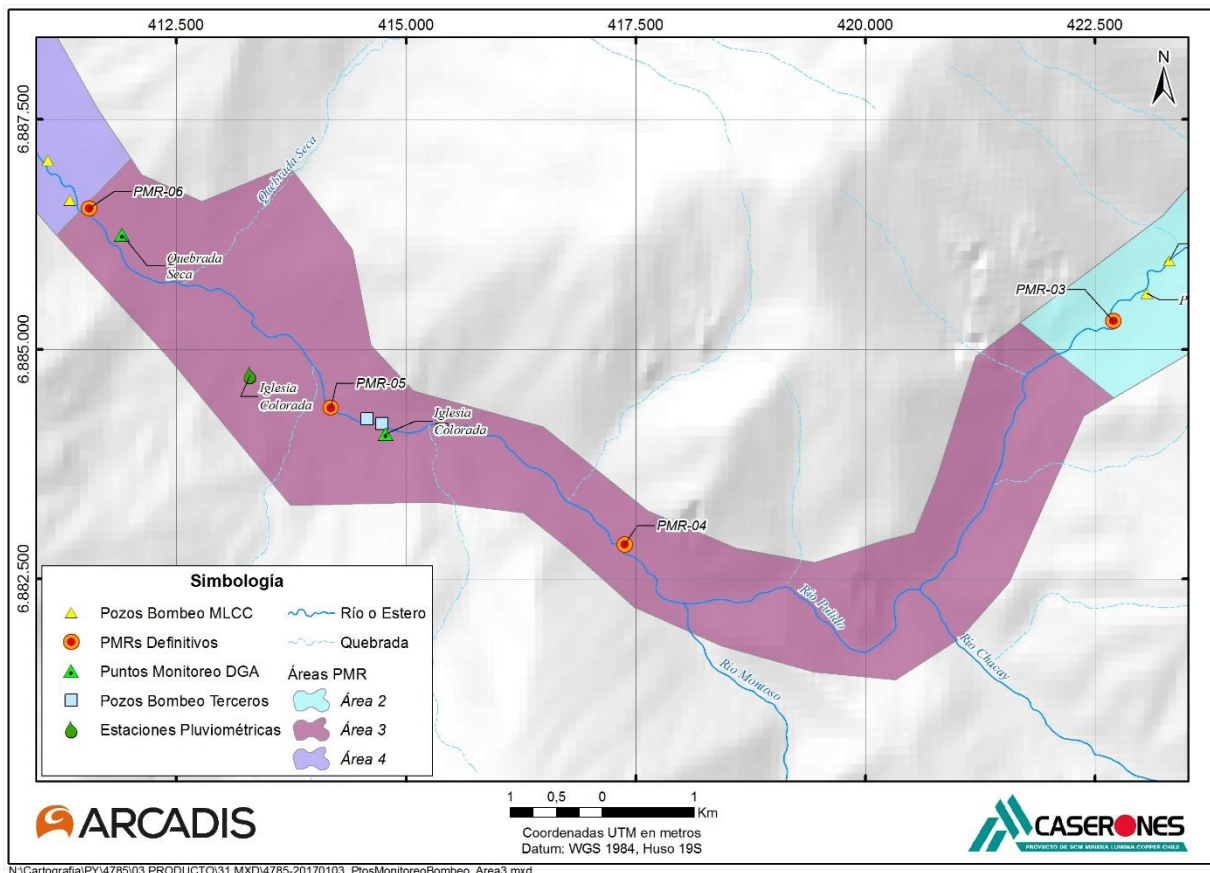 412.500 415.000 417.500 420.000 422.500
N
6.887.500
Quebrada Seca
PMR-06
Quebrada
Seca
PMR-03
P
6.885.000
PMR-05
Iglesia
Colorada
Iglesia
Colorada
PMR-04
6.882.500
Río Pulido
Río Montoso
Río Chacay
Simbología
Pozos Bombeo MLCC
PMRs Definitivos
Puntos Monitoreo DGA
Pozos Bombeo Terceros
Estaciones Pluviométricas
Río o Estero
Quebrada
Áreas PMR
Área 2
Área 3
Área 4
ARCADIS
1 0,5 0 1
Km
Coordenadas UTM en metros
Datum: WGS 1984, Huso 19S
CASERONES
PROYECTO DE SCM MINERA LUMINA COPPER CHILE
N:\Cartografia\PY\4785\03 PRODUCTO\31 MXD\4785-20170103_PtosMonitoreoBombeo_Area3.mxd